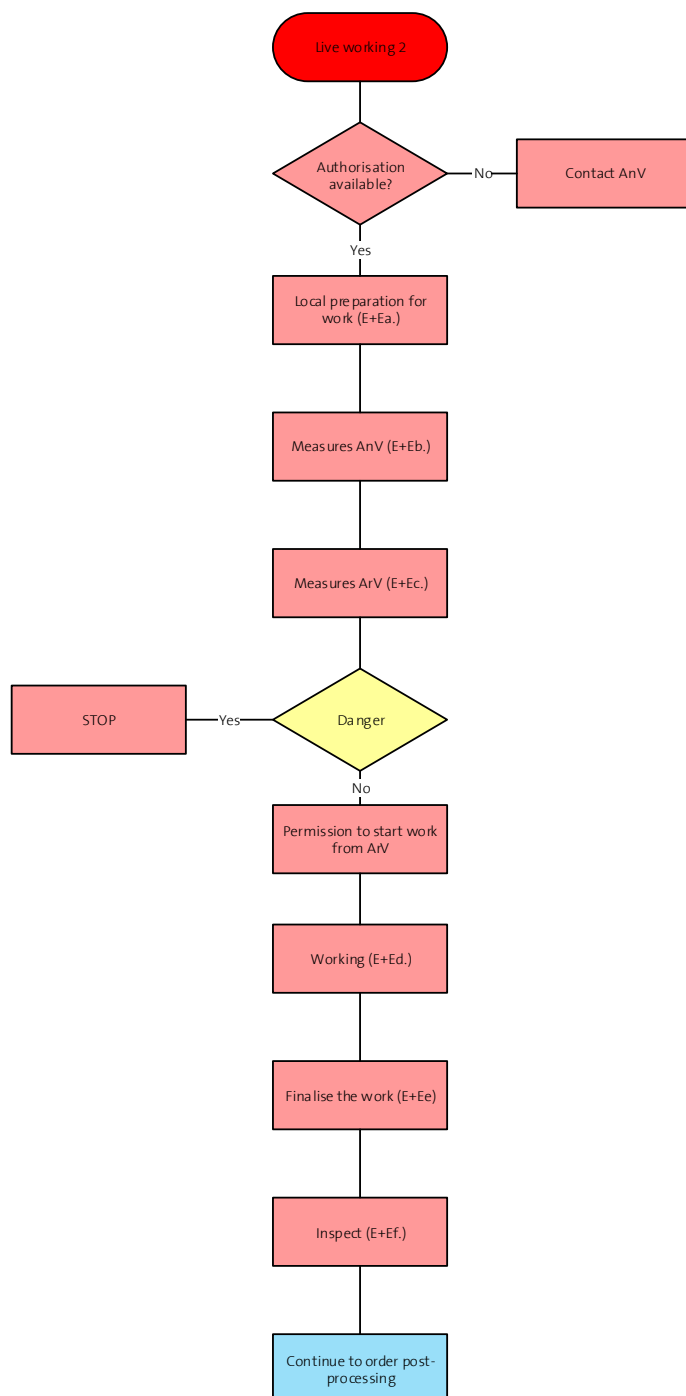 Live working 2
Authorisation
available?
No
Contact AnV
Yes
Local preparation for
work (E+Ea.)
Measures AnV (E+Eb.)
Measures ArV (E+Ec.)
STOP
Yes
Danger
No
Permission to start work
from ArV
Working (E+Ed.)
Finalise the work (E+Ee)
Inspect (E+Ef.)
Continue to order post-
processing